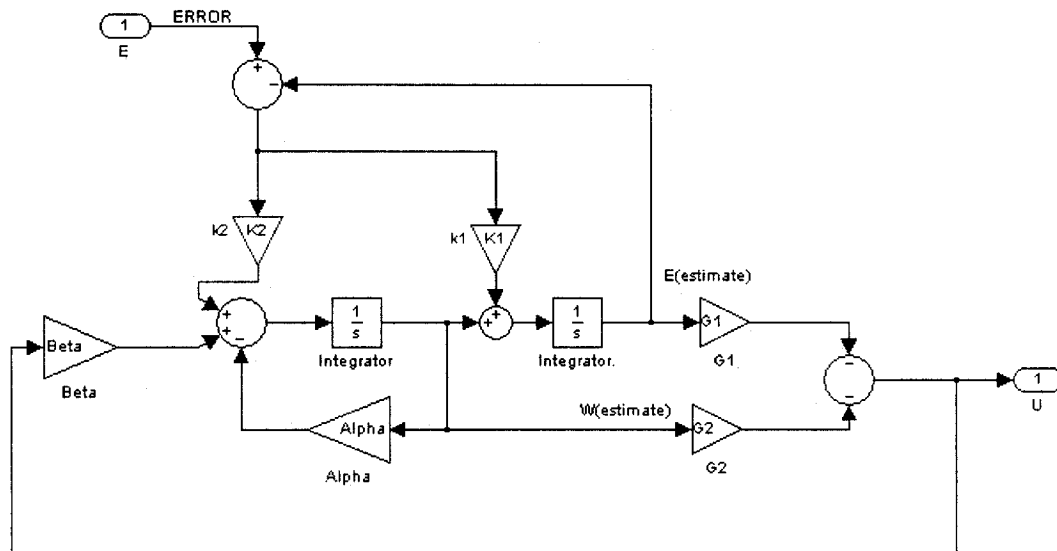 1
ERROR
E
+
−
k2
K2
k1
K1
E(estimate)
+
+
−
1
s
Integrator
+
+
1
s
Integrator.
G1
G1
−
−
1
U
Beta
Beta
Alpha
Alpha
W(estimate)
G2
G2